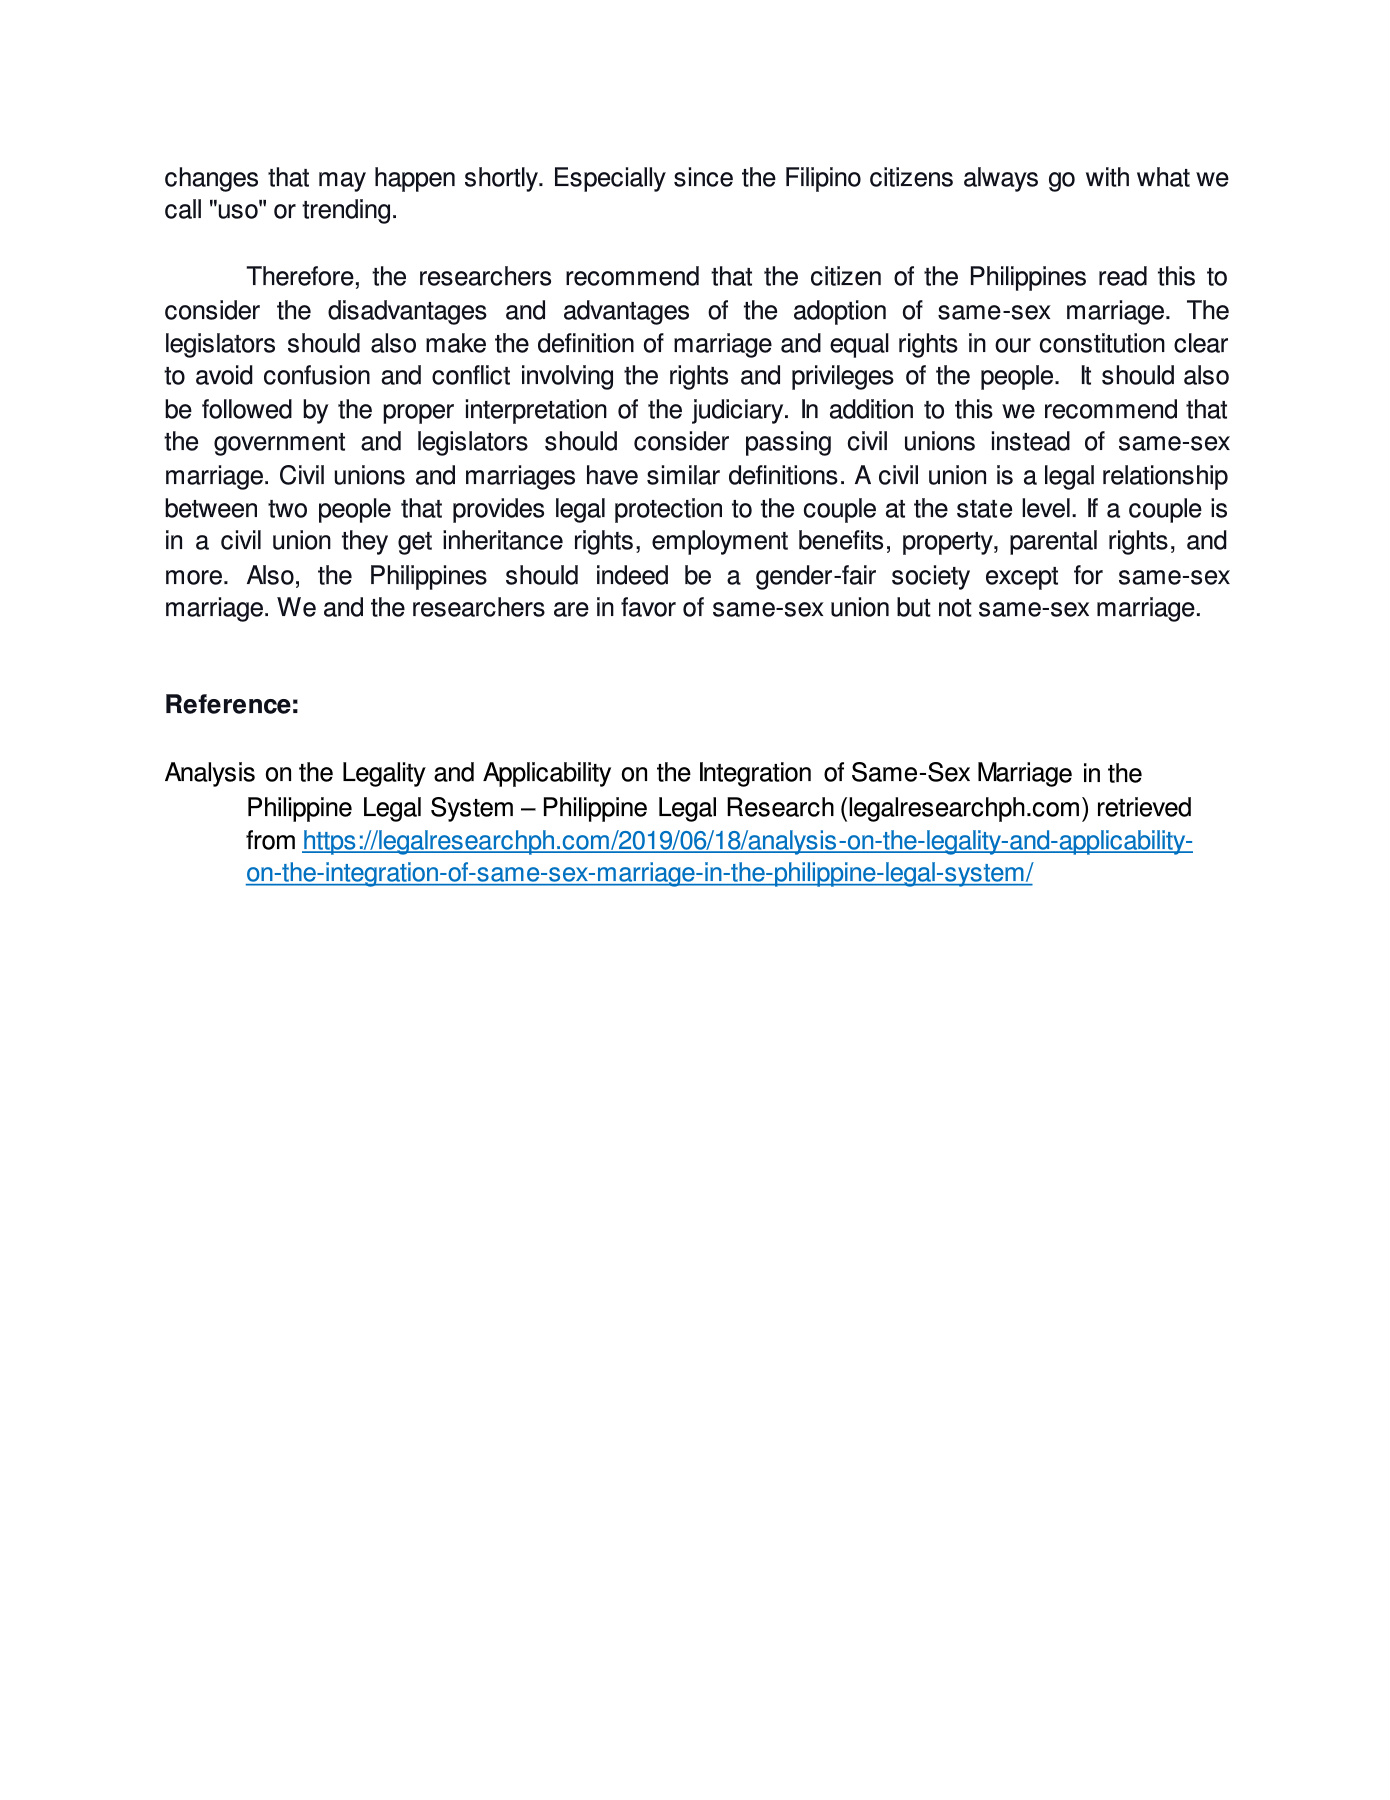 changes that may happen shortly. Especially since the Filipino citizens always go with what we
call "uso" or trending.
Therefore, the researchers recommend that the citizen of the Philippines read this to
consider the disadvantages and advantages of the adoption of same-sex marriage. The
legislators should also make the definition of marriage and equal rights in our constitution clear
to avoid confusion and conflict involving the rights and privileges of the people. It should also
be followed by the proper interpretation of the judiciary. In addition to this we recommend that
the government and legislators should consider passing civil unions instead of same-sex
marriage. Civil unions and marriages have similar definitions. A civil union is a legal relationship
between two people that provides legal protection to the couple at the state level. If a couple is
in a civil union they get inheritance rights, employment benefits, property, parental rights, and
more. Also, the Philippines should indeed be a gender-fair society except for same-sex
marriage. We and the researchers are in favor of same-sex union but not same-sex marriage.
Reference:
Analysis on the Legality and Applicability on the Integration of Same-Sex Marriage in the
Philippine Legal System – Philippine Legal Research (legalresearchph.com) retrieved
from https://legalresearchph.com/2019/06/18/analysis-on-the-legality-and-applicability-
on-the-integration-of-same-sex-marriage-in-the-philippine-legal-system/